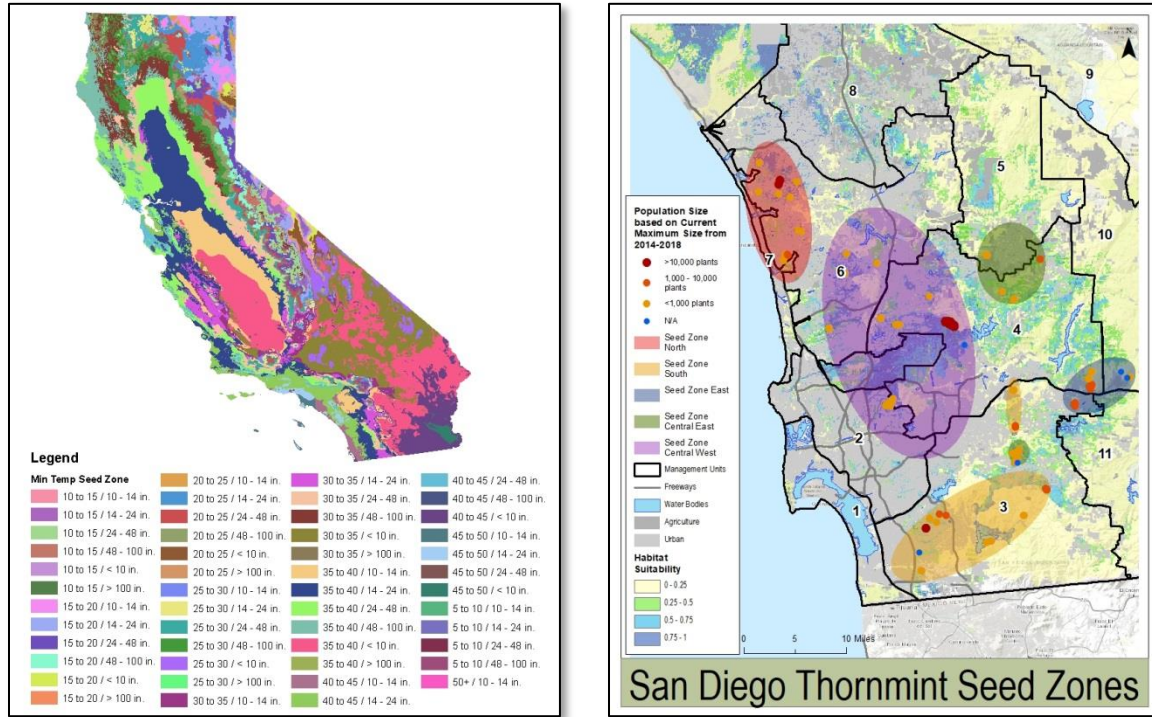 Legend
Min Temp Seed Zone
10 to 15 / 10 - 14 in.
10 to 15 / 14 - 24 in.
10 to 15 / 24 - 48 in.
10 to 15 / 48 - 100 in.
10 to 15 / < 10 in.
10 to 15 / > 100 in.
15 to 20 / 10 - 14 in.
15 to 20 / 14 - 24 in.
15 to 20 / 24 - 48 in.
15 to 20 / 48 - 100 in.
15 to 20 / < 10 in.
15 to 20 / > 100 in.
20 to 25 / 10 - 14 in.
20 to 25 / 14 - 24 in.
20 to 25 / 24 - 48 in.
20 to 25 / 48 - 100 in.
20 to 25 / < 10 in.
20 to 25 / > 100 in.
25 to 30 / 10 - 14 in.
25 to 30 / 14 - 24 in.
25 to 30 / 24 - 48 in.
25 to 30 / 48 - 100 in.
25 to 30 / < 10 in.
25 to 30 / > 100 in.
30 to 35 / 10 - 14 in.
30 to 35 / 14 - 24 in.
30 to 35 / 24 - 48 in.
30 to 35 / 48 - 100 in.
30 to 35 / < 10 in.
30 to 35 / > 100 in.
35 to 40 / 10 - 14 in.
35 to 40 / 14 - 24 in.
35 to 40 / 24 - 48 in.
35 to 40 / 48 - 100 in.
35 to 40 / < 10 in.
35 to 40 / > 100 in.
40 to 45 / 10 - 14 in.
40 to 45 / 14 - 24 in.
40 to 45 / 24 - 48 in.
40 to 45 / 48 - 100 in.
40 to 45 / < 10 in.
45 to 50 / 10 - 14 in.
45 to 50 / 14 - 24 in.
45 to 50 / 24 - 48 in.
45 to 50 / < 10 in.
5 to 10 / 10 - 14 in.
5 to 10 / 14 - 24 in.
5 to 10 / 24 - 48 in.
5 to 10 / 48 - 100 in.
50+ / 10 - 14 in.
9
8
5
10
7
6
4
2
11
1
3
Population Size
based on Current
Maximum Size from
2014-2018
>10,000 plants
1,000 - 10,000
plants
<1,000 plants
N/A
Seed Zone
North
Seed Zone
South
Seed Zone East
Seed Zone
Central East
Seed Zone
Central West
Management Units
Freeways
Water Bodies
Agriculture
Urban
Habitat
Suitability
0 - 0.25
0.25 - 0.5
0.5 - 0.75
0.75 - 1
0 5 10 Miles
San Diego Thornmint Seed Zones